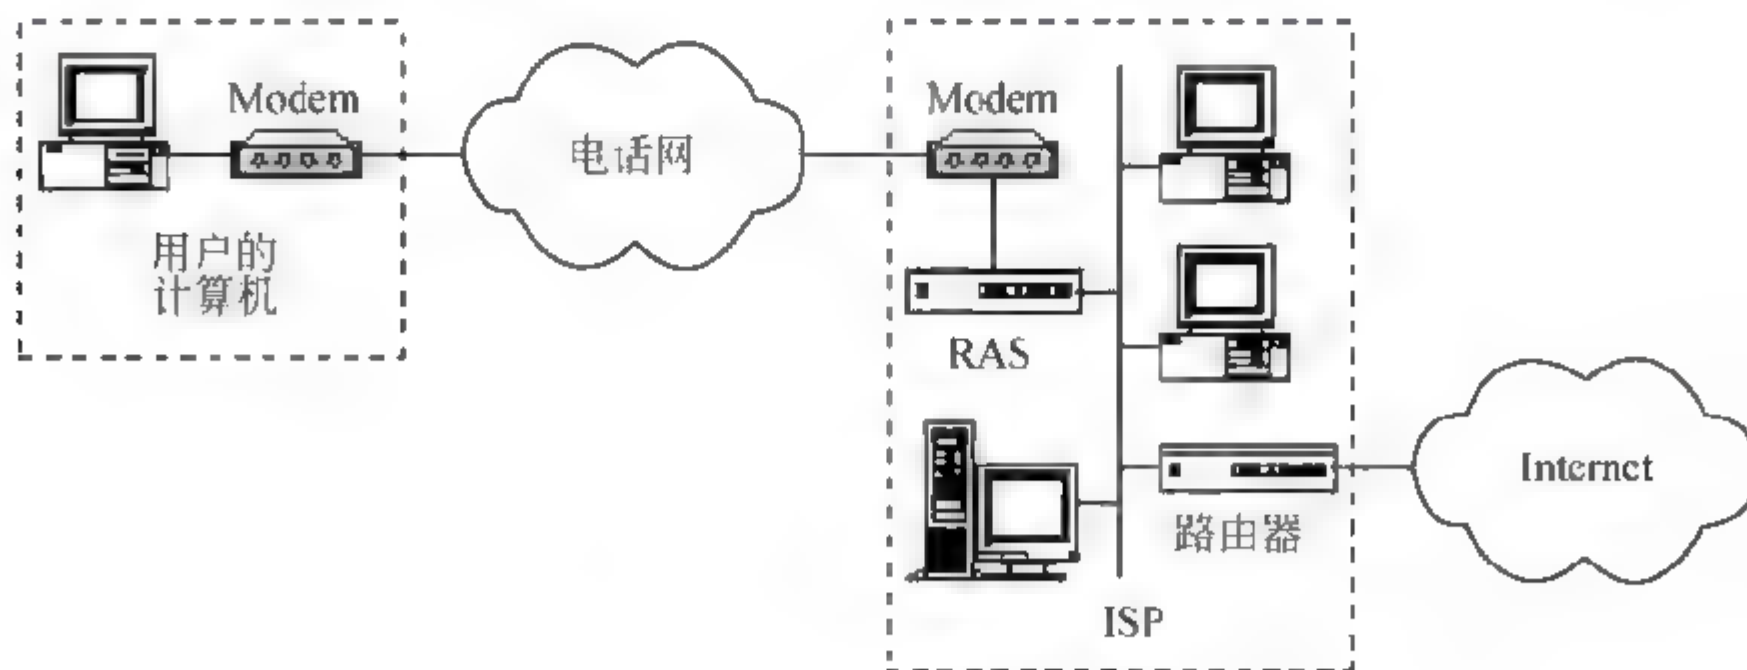 Modem
用户的
计算机
电话网
Modem
RAS
路由器
ISP
Internet